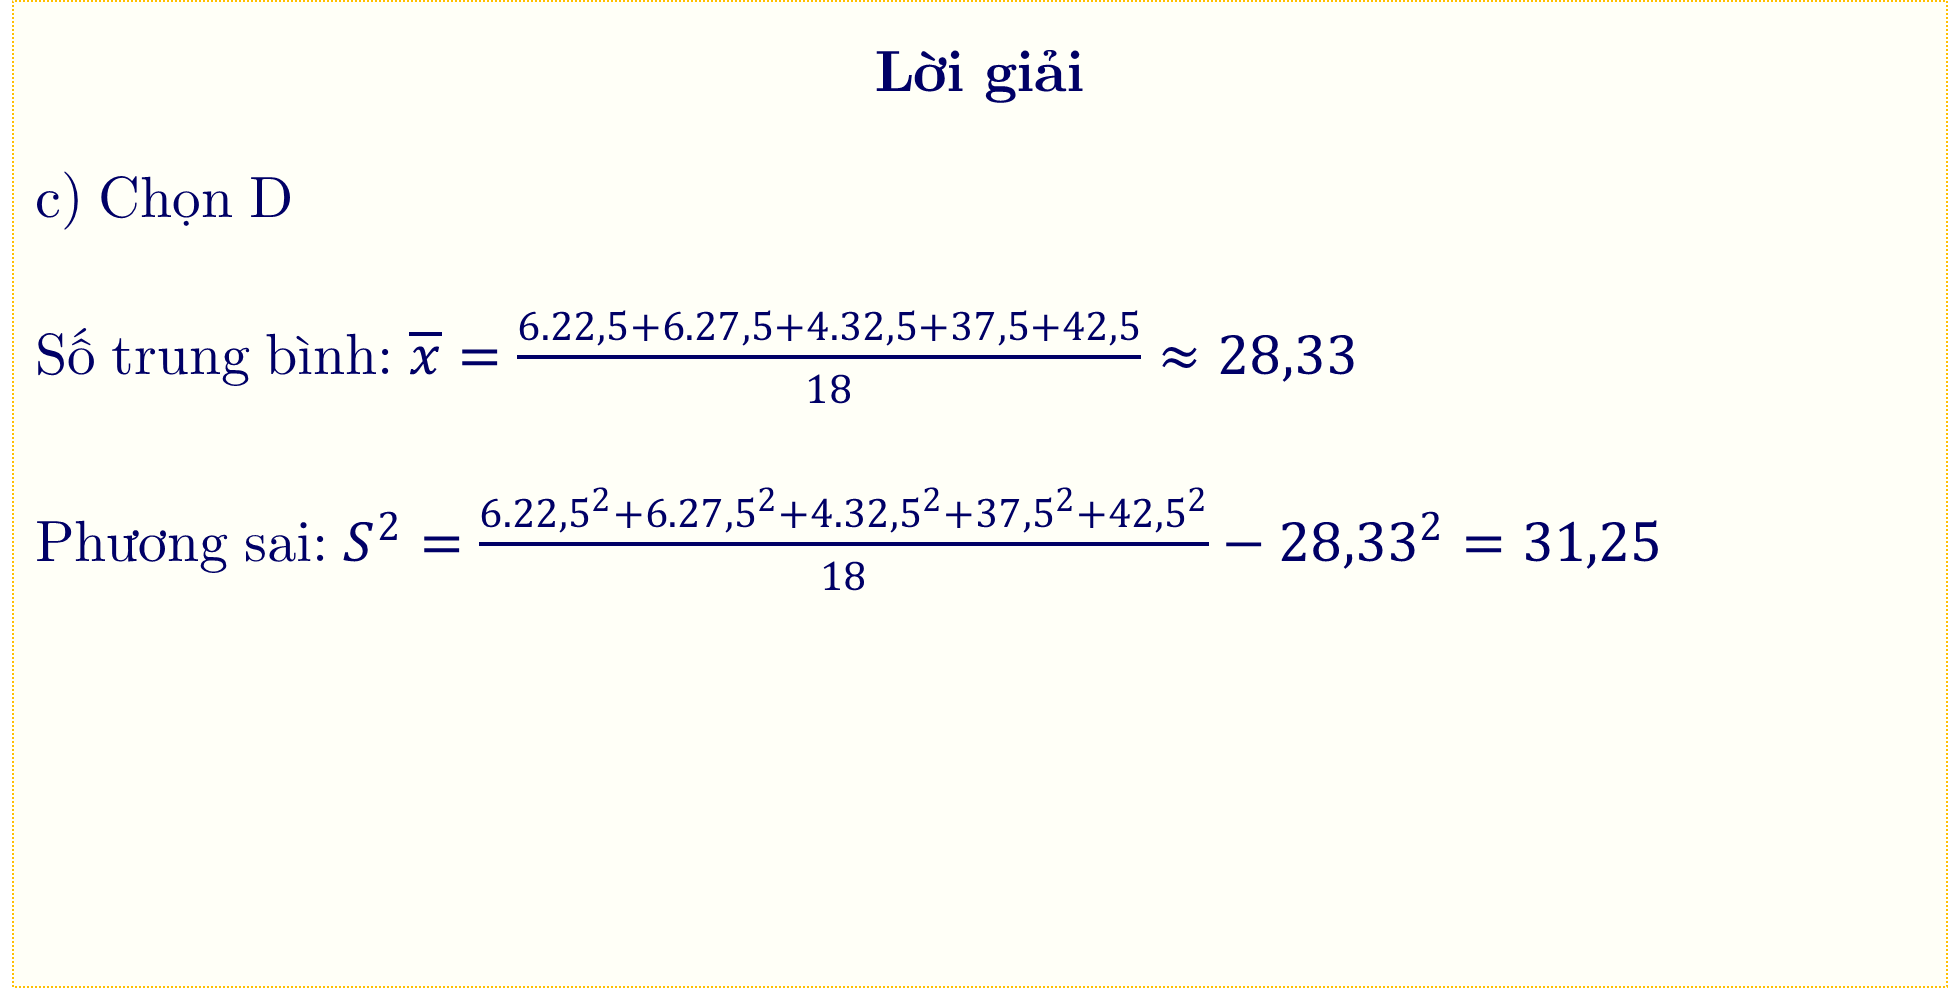 Lời giải
c) Chọn D
Số trung bình: x̅ = (6.22,5+6.27,5+4.32,5+37,5+42,5)/18 ≈ 28,33
Phương sai: S² = (6.22,5²+6.27,5²+4.32,5²+37,5²+42,5²)/18 − 28,33² = 31,25